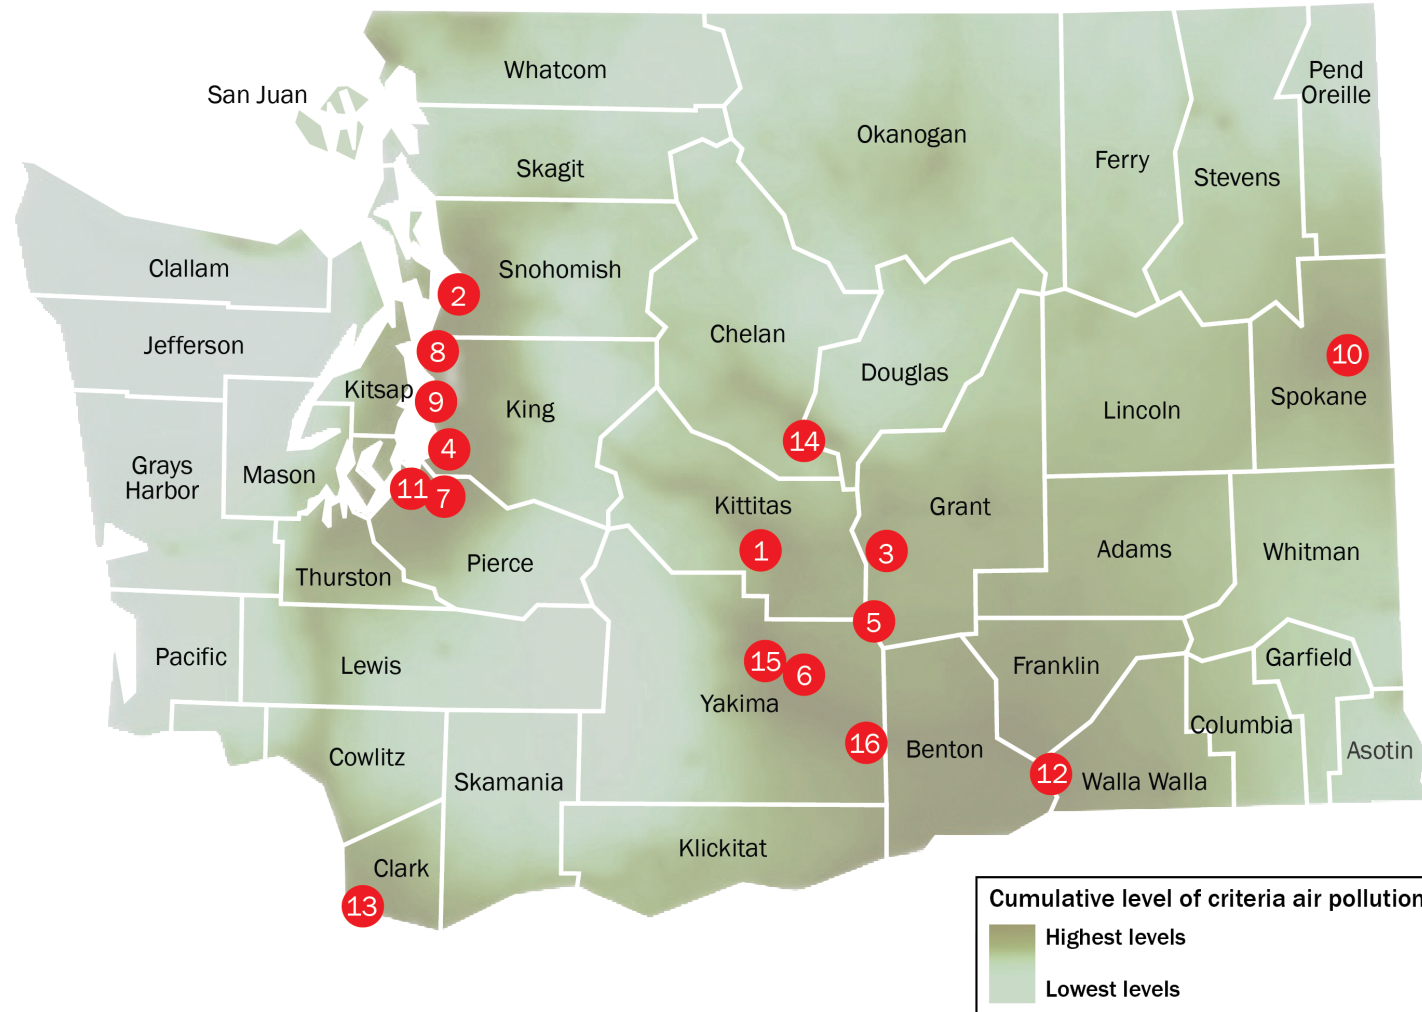 Whatcom
Pend
Oreille
San Juan
Okanogan
Ferry
Skagit
Stevens
Clallam
Snohomish
2
Chelan
Jefferson
8
10
Douglas
Kitsap
9
King
Lincoln
Spokane
14
4
Grays
Harbor
Mason
11
7
Kittitas
Grant
1
3
Adams
Whitman
Pierce
Thurston
5
Pacific
Lewis
15
6
Franklin
Garfield
Yakima
Columbia
16
Benton
Asotin
Cowlitz
Skamania
12
Walla Walla
Klickitat
Clark
13
Cumulative level of criteria air pollution
Highest levels
Lowest levels